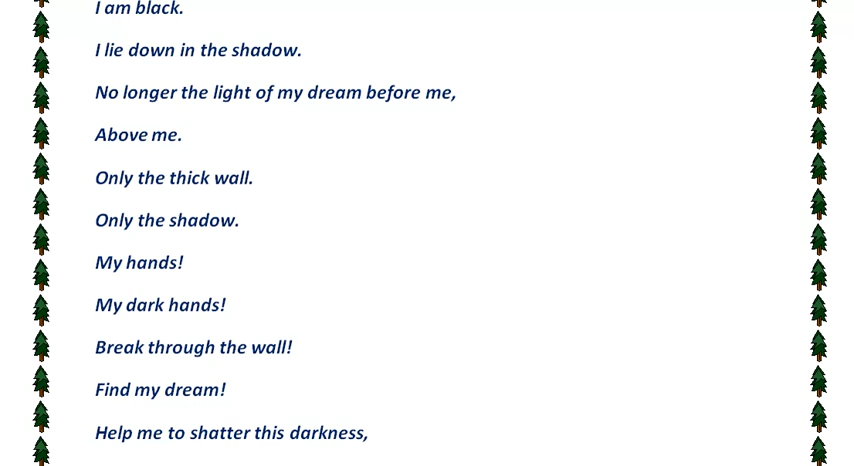 I am black.
I lie down in the shadow.
No longer the light of my dream before me,
Above me.
Only the thick wall.
Only the shadow.
My hands!
My dark hands!
Break through the wall!
Find my dream!
Help me to shatter this darkness,